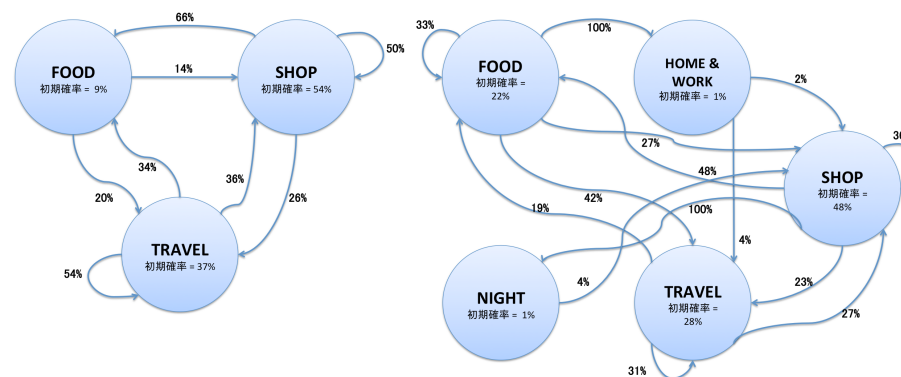 66%
50%
FOOD
初期確率 = 9%
14%
SHOP
初期確率 = 54%
34%
36%
20%
26%
TRAVEL
初期確率 = 37%
54%
33%
100%
FOOD
初期確率 =
22%
HOME &
WORK
初期確率 = 1%
2%
27%
48%
SHOP
初期確率 =
48%
19%
42%
100%
4%
NIGHT
初期確率 = 1%
4%
TRAVEL
初期確率 =
28%
23%
27%
31%